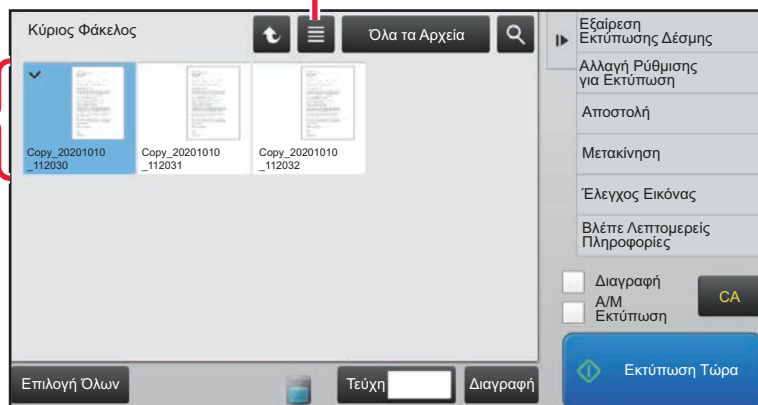 Κύριος Φάκελος
Όλα τα Αρχεία
Copy_20201010
_112030
Copy_20201010
_112031
Copy_20201010
_112032
Εξαίρεση
Εκτύπωσης Δέσμης
Αλλαγή Ρύθμισης
για Εκτύπωση
Αποστολή
Μετακίνηση
Έλεγχος Εικόνας
Βλέπε Λεπτομερείς
Πληροφορίες
Διαγραφή
Α/Μ
Εκτύπωση
CA
Εκτύπωση Τώρα
Επιλογή Όλων
Τεύχη
Διαγραφή